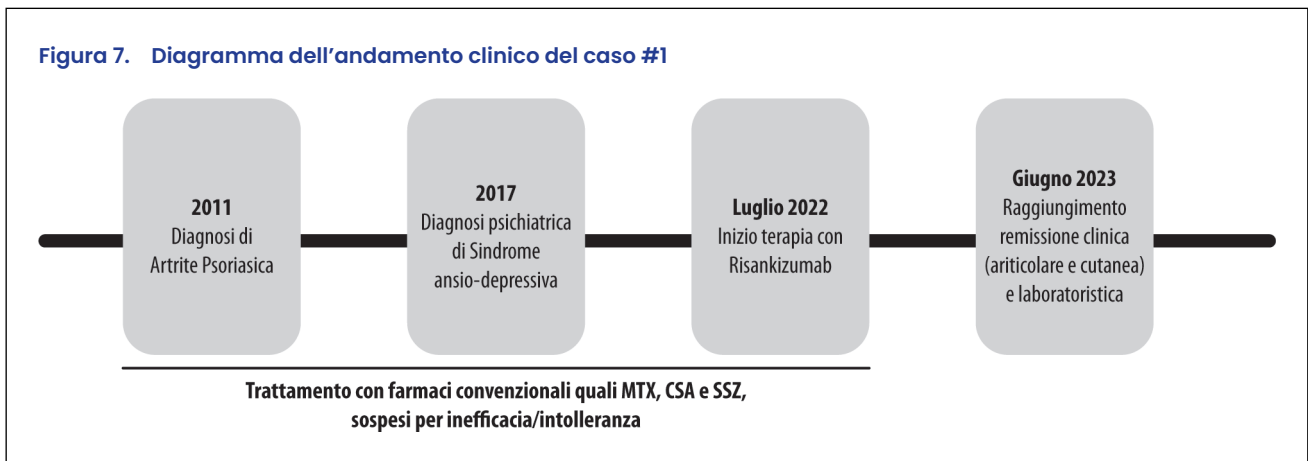 Figura 7. Diagramma dell'andamento clinico del caso #1
2011
Diagnosi di
Artrite Psoriasica
2017
Diagnosi psichiatrica
di Sindrome
ansio-depressiva
Luglio 2022
Inizio terapia con
Risankizumab
Giugno 2023
Raggiungimento
remissione clinica
(ariticolare e cutanea)
e laboratoristica
Trattamento con farmaci convenzionali quali MTX, CSA e SSZ,
sospesi per inefficacia/intolleranza